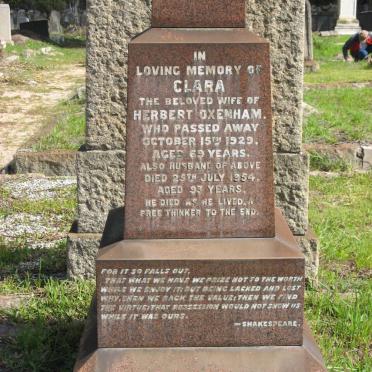 IN
LOVING MEMORY OF
CLARA
THE BELOVED WIFE OF
HERBERT OXENHAM.
WHO PASSED AWAY
OCTOBER 15TH 1929.
AGED 69 YEARS.
ALSO HUSBAND OF ABOVE
DIED 25TH JULY 1954.
AGED 93 YEARS.
HE DIED AS HE LIVED, A
FREE THINKER TO THE END.
FOR IT SO FALLS OUT,
THAT WHAT WE HAVE WE PRIZE NOT TO THE WORTH
WHILE WE ENJOY IT; BUT BEING LACKED AND LOST
WHY, THEN WE RACK THE VALUE; THEN WE FIND
THE VIRTUE; THAT POSSESSION WOULD NOT SHEW US
WHILE IT WAS OURS.
—SHAKESPEARE.